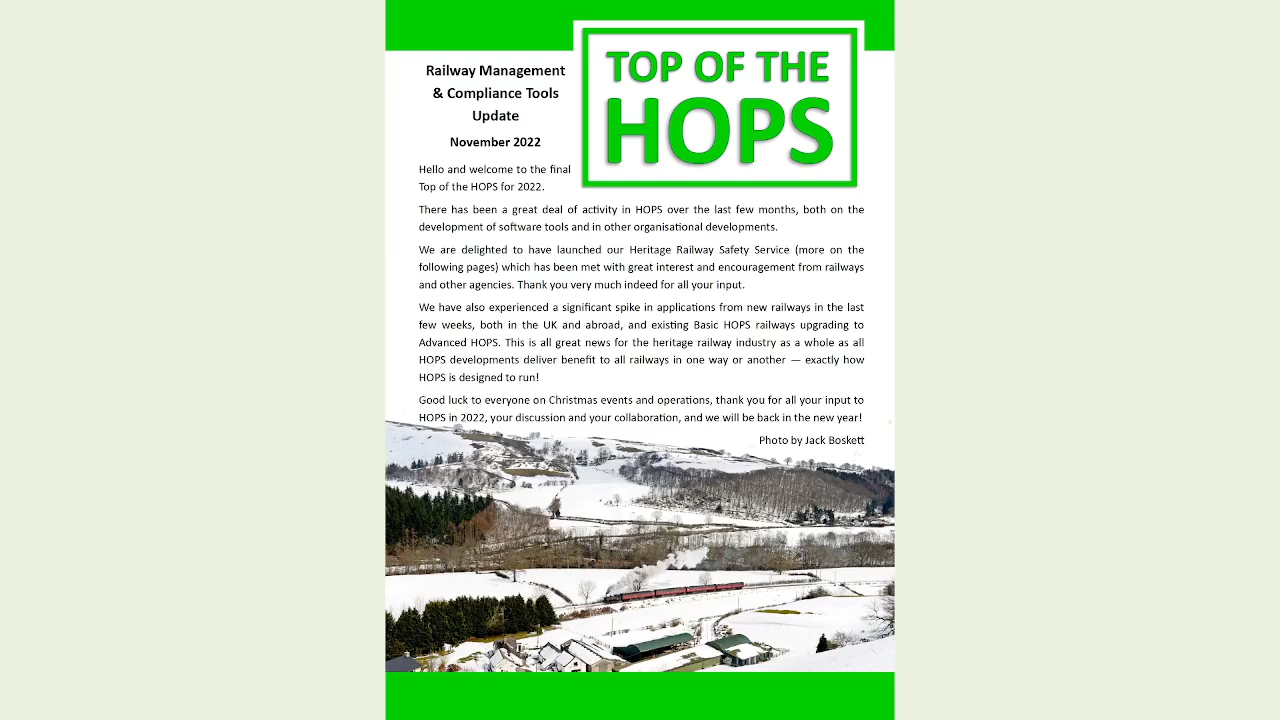 Railway Management
& Compliance Tools
Update
November 2022
TOP OF THE
HOPS
Hello and welcome to the final
Top of the HOPS for 2022.
There has been a great deal of activity in HOPS over the last few months, both on the
development of software tools and in other organisational developments.
We are delighted to have launched our Heritage Railway Safety Service (more on the
following pages) which has been met with great interest and encouragement from railways
and other agencies. Thank you very much indeed for all your input.
We have also experienced a significant spike in applications from new railways in the last
few weeks, both in the UK and abroad, and existing Basic HOPS railways upgrading to
Advanced HOPS. This is all great news for the heritage railway industry as a whole as all
HOPS developments deliver benefit to all railways in one way or another — exactly how
HOPS is designed to run!
Good luck to everyone on Christmas events and operations, thank you for all your input to
HOPS in 2022, your discussion and your collaboration, and we will be back in the new year!
Photo by Jack Boskett